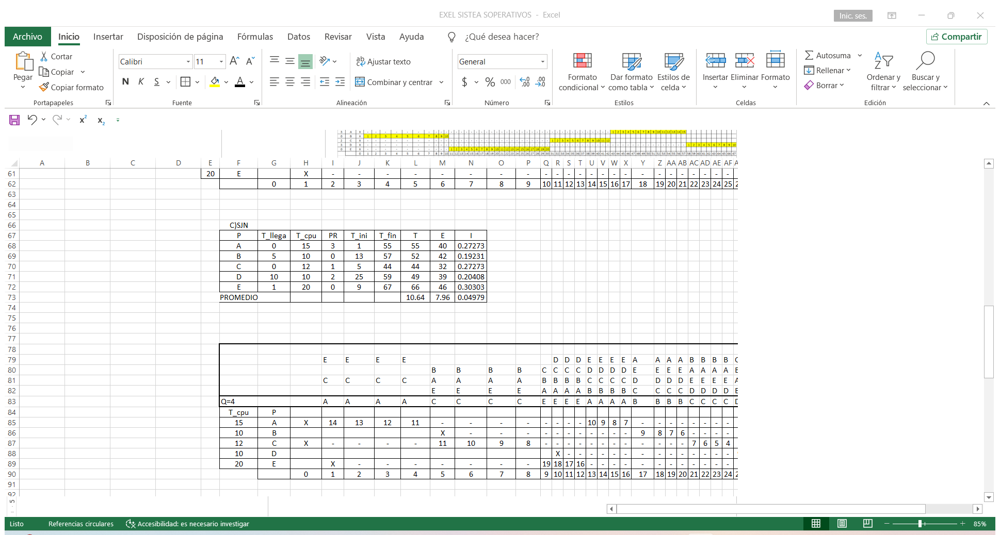 EXEL SISTEA SOPERATIVOS - Excel
Inic. ses.
Archivo Inicio Insertar Disposición de página Fórmulas Datos Revisar Vista Ayuda ¿Qué desea hacer? Compartir
Pegar Cortar Copiar Copiar formato
Calibri 11
N K S
Ajustar texto
Combinar y centrar
General
$ % 000
Formato condicional Dar formato como tabla Estilos de celda
Insertar Eliminar Formato
Autosuma
Rellenar
Borrar
Ordenar y filtrar Buscar y seleccionar
Portapapeles Fuente Alineación Número Estilos Celdas Edición
A B C D E F G H I J K L M N O P Q R S T U V W X Y Z AA AB AC AD AE AF
61 20 E X - - - - - - - - - - - - - - - - - - - - - - - -
62 0 1 2 3 4 5 6 7 8 9 10 11 12 13 14 15 16 17 18 19 20 21 22 23 24 25
63
64
65
66 C)SJN
67 P T_llega T_cpu PR T_ini T_fin T E I
68 A 0 15 3 1 55 55 40 0.27273
69 B 5 10 0 13 57 52 42 0.19231
70 C 0 12 1 5 44 44 32 0.27273
71 D 10 10 2 25 59 49 39 0.20408
72 E 1 20 0 9 67 66 46 0.30303
73 PROMEDIO 10.64 7.96 0.04979
74
75
76
77
78
79 E E E E D D D E E E E A A A A B B B B
80 B B B B C C C C D D D D E E E E A A A A
81 C C C C A A A A B B B B C C C C D D D D E E E E
82 E E E E A A A A B B B B C C C C D D D D
83 Q=4 A A A A C C C C E E E E A A A A B B B B C C C C
84 T_cpu P
85 15 A X 14 13 12 11 - - - - - - - - 10 9 8 7 - - - - - - - -
86 10 B X - - - - - - - - - - - 9 8 7 6 - - - -
87 12 C X - - - - 11 10 9 8 - - - - - - - - - - - - 7 6 5 4
88 10 D X - - - - - - - - - - - - - -
89 20 E X - - - - - - - 19 18 17 16 - - - - - - - - - - - -
90 0 1 2 3 4 5 6 7 8 9 10 11 12 13 14 15 16 17 18 19 20 21 22 23 24
91
92
Listo Referencias circulares Accesibilidad: es necesario investigar 85%